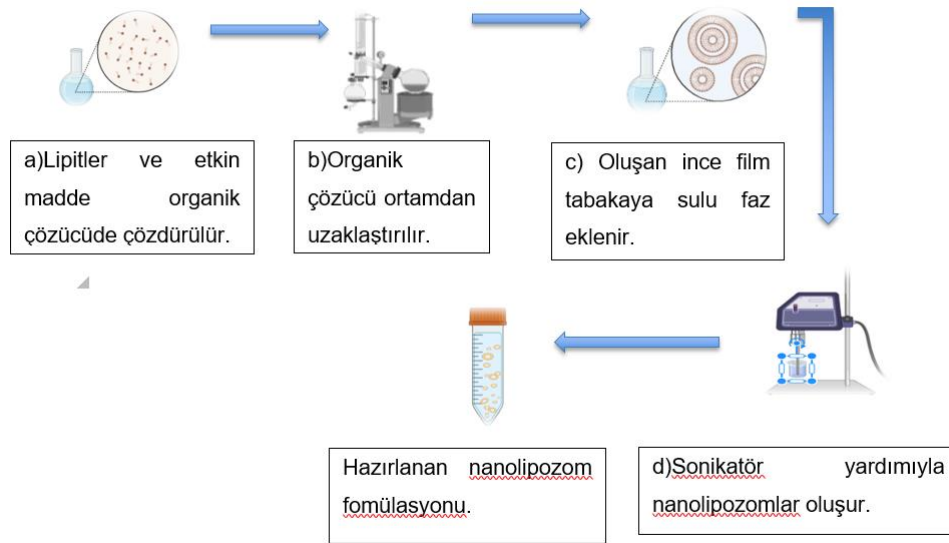 a)Lipitler ve etkin
madde organik
çözücüde çözdürülür.
b)Organik
çözücü ortamdan
uzaklaştırılır.
c) Oluşan ince film
tabakaya sulu faz
eklenir.
d)Sonikatör yardımıyla
nanolipozomlar oluşur.
Hazırlanan nanolipozom
fomülasyonu.